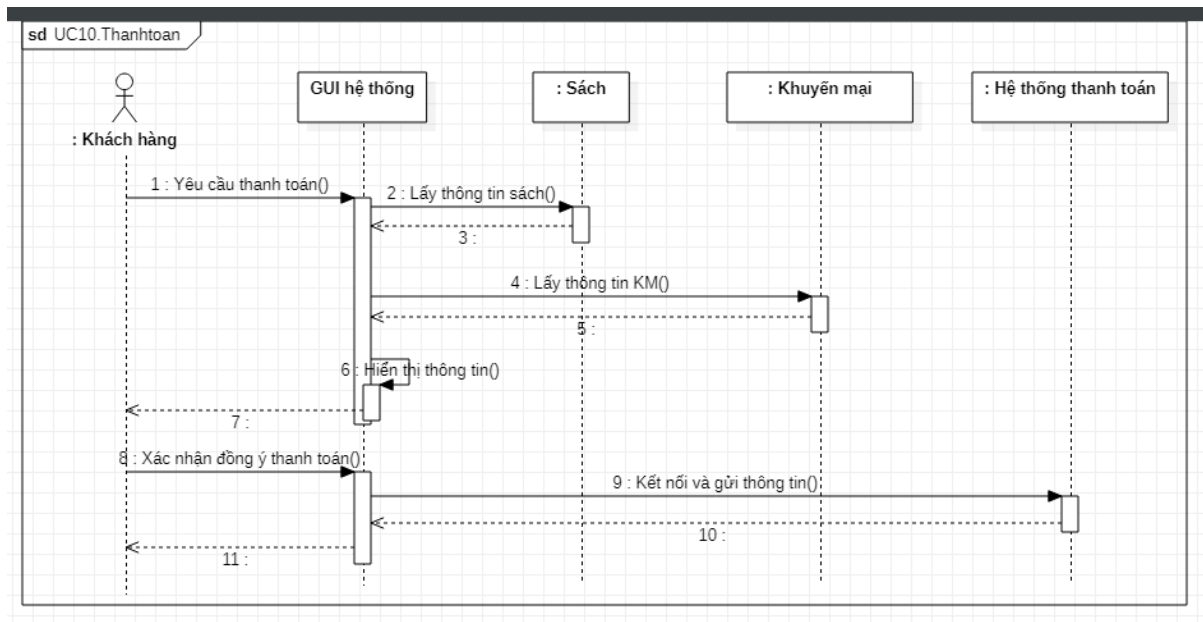 sd UC10.Thanhtoan
GUI hệ thống
: Sách
: Khuyến mại
: Hệ thống thanh toán
: Khách hàng
1 : Yêu cầu thanh toán()
2 : Lấy thông tin sách()
3 :
4 : Lấy thông tin KM()
5 :
6 : Hiển thị thông tin()
7 :
8 : Xác nhận đồng ý thanh toán()
9 : Kết nối và gửi thông tin()
10 :
11 :